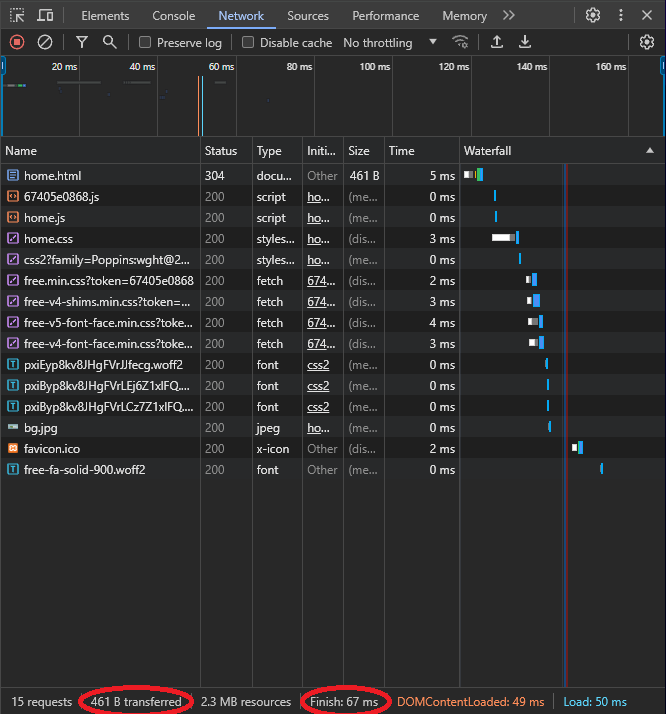 Elements Console Network Sources Performance Memory
Preserve log Disable cache No throttling
20 ms 40 ms 60 ms 80 ms 100 ms 120 ms 140 ms 160 ms
Name Status Type Initi... Size Time Waterfall
home.html 304 docu... Other 461 B 5 ms
67405e0868.js 200 script ho... (me... 0 ms
home.js 200 script ho... (me... 0 ms
home.css 200 styles... ho... (dis... 3 ms
css2?family=Poppins:wght@2... 200 styles... ho... (me... 0 ms
free.min.css?token=67405e0868 200 fetch 674... (dis... 2 ms
free-v4-shims.min.css?token=... 200 fetch 674... (dis... 3 ms
free-v5-font-face.min.css?toke... 200 fetch 674... (dis... 4 ms
free-v4-font-face.min.css?toke... 200 fetch 674... (dis... 3 ms
pxiEyp8kv8JHgFVrJJfecg.woff2 200 font css2 (me... 0 ms
pxiByp8kv8JHgFVrLEj6Z1xlFQ.... 200 font css2 (me... 0 ms
pxiByp8kv8JHgFVrLCz7Z1xlFQ.... 200 font css2 (me... 0 ms
bg.jpg 200 jpeg ho... (me... 0 ms
favicon.ico 200 x-icon Other (dis... 2 ms
free-fa-solid-900.woff2 200 font Other (me... 0 ms
15 requests 461 B transferred 2.3 MB resources Finish: 67 ms DOMContentLoaded: 49 ms Load: 50 ms